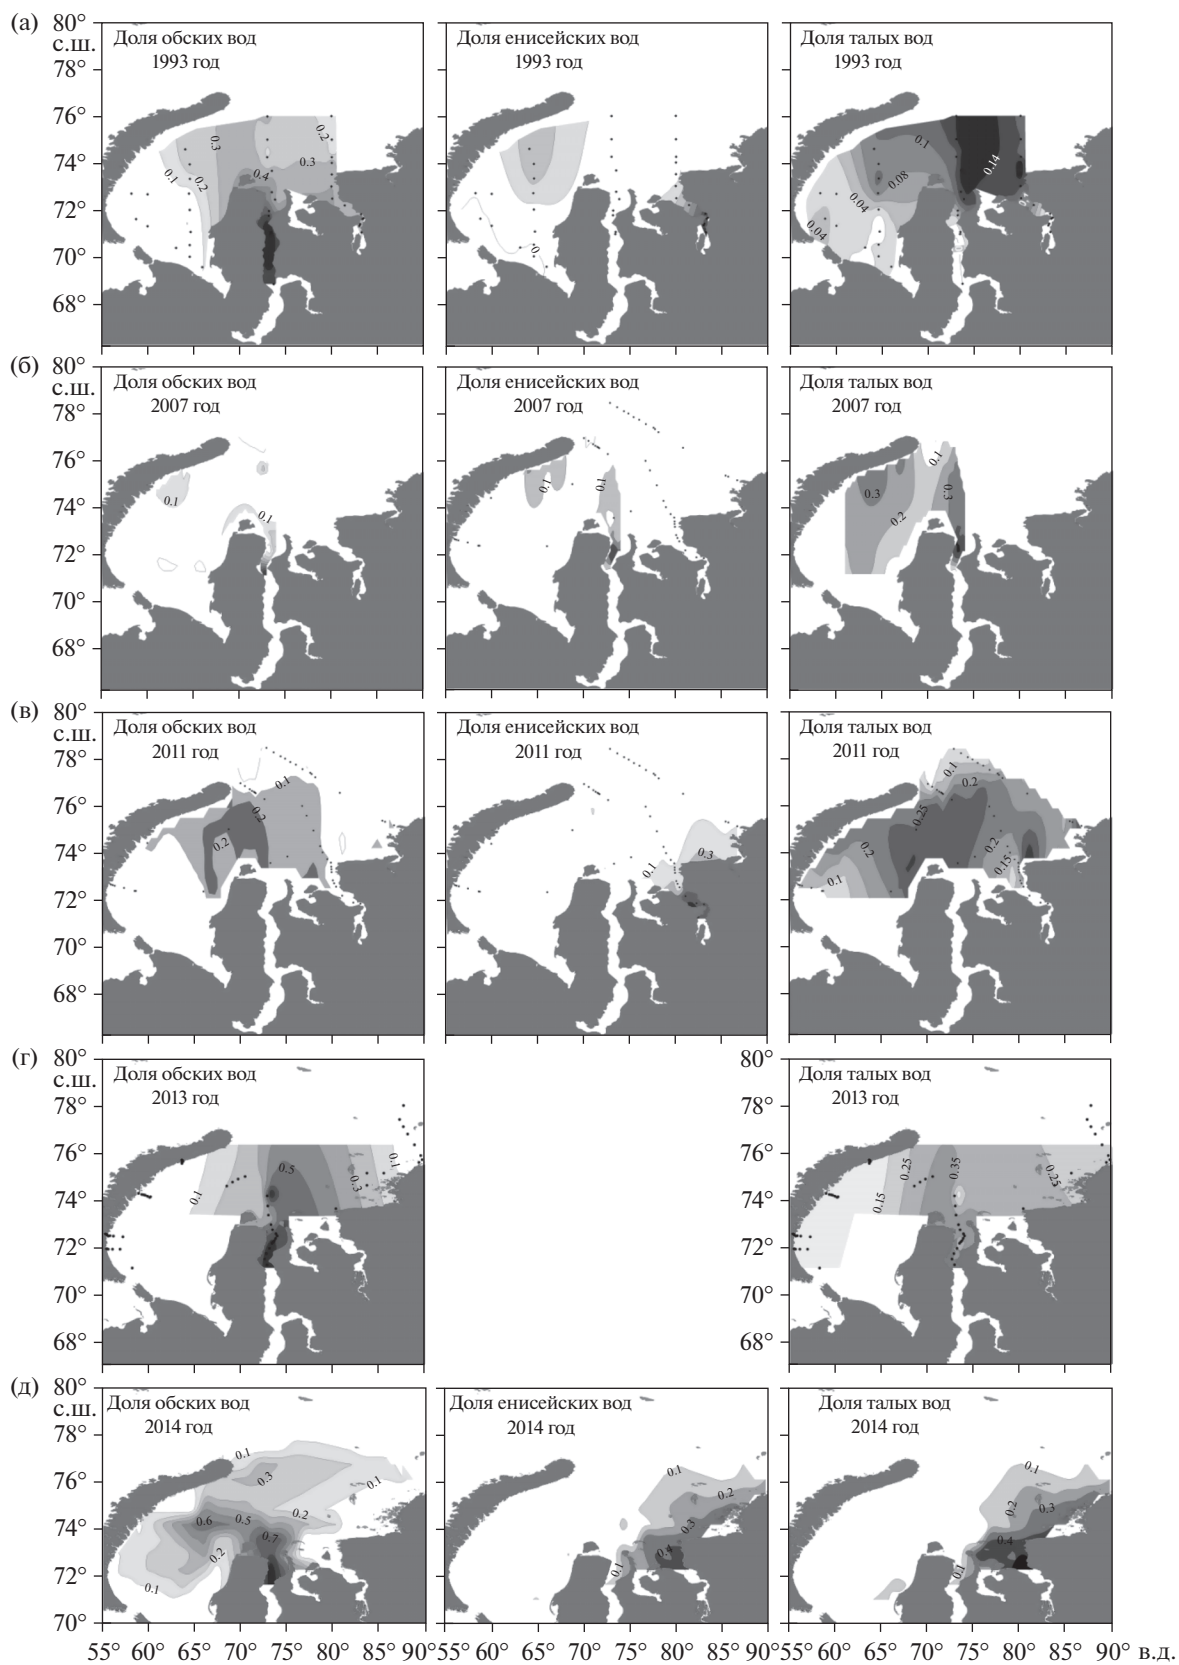 (а) 80° с.ш.
Доля обских вод
1993 год
Доля енисейских вод
1993 год
Доля талых вод
1993 год
78°
76°
74°
72°
70°
68°
0.1
0.2
0.3
0.4
0.3
0.2
0
0.04
0.04
0.08
0.1
0.14
(б) 80° с.ш.
Доля обских вод
2007 год
Доля енисейских вод
2007 год
Доля талых вод
2007 год
78°
76°
74°
72°
70°
68°
0.1
0.1
0.1
0.1
0.3
0.2
0.1
0.3
(в) 80° с.ш.
Доля обских вод
2011 год
Доля енисейских вод
2011 год
Доля талых вод
2011 год
78°
76°
74°
72°
70°
68°
0.1
0.2
0.2
0.1
0.3
0.1
0.2
0.25
0.1
0.2
0.2
0.15
(г) 80° с.ш.
Доля обских вод
2013 год
80°
Доля талых вод
2013 год
78°
76°
74°
72°
70°
68°
78°
76°
74°
72°
70°
68°
0.1
0.5
0.3
0.1
0.15
0.25
0.35
0.25
(д) 80° с.ш.
Доля обских вод
2014 год
Доля енисейских вод
2014 год
Доля талых вод
2014 год
78°
76°
74°
72°
70°
0.1
0.3
0.1
0.6
0.5
0.2
0.7
0.2
0.1
0.1
0.2
0.3
0.4
0.1
0.1
0.2
0.3
0.4
0.1
55° 60° 65° 70° 75° 80° 85° 90°55° 60° 65° 70° 75° 80° 85° 90°55° 60° 65° 70° 75° 80° 85° 90° в.д.